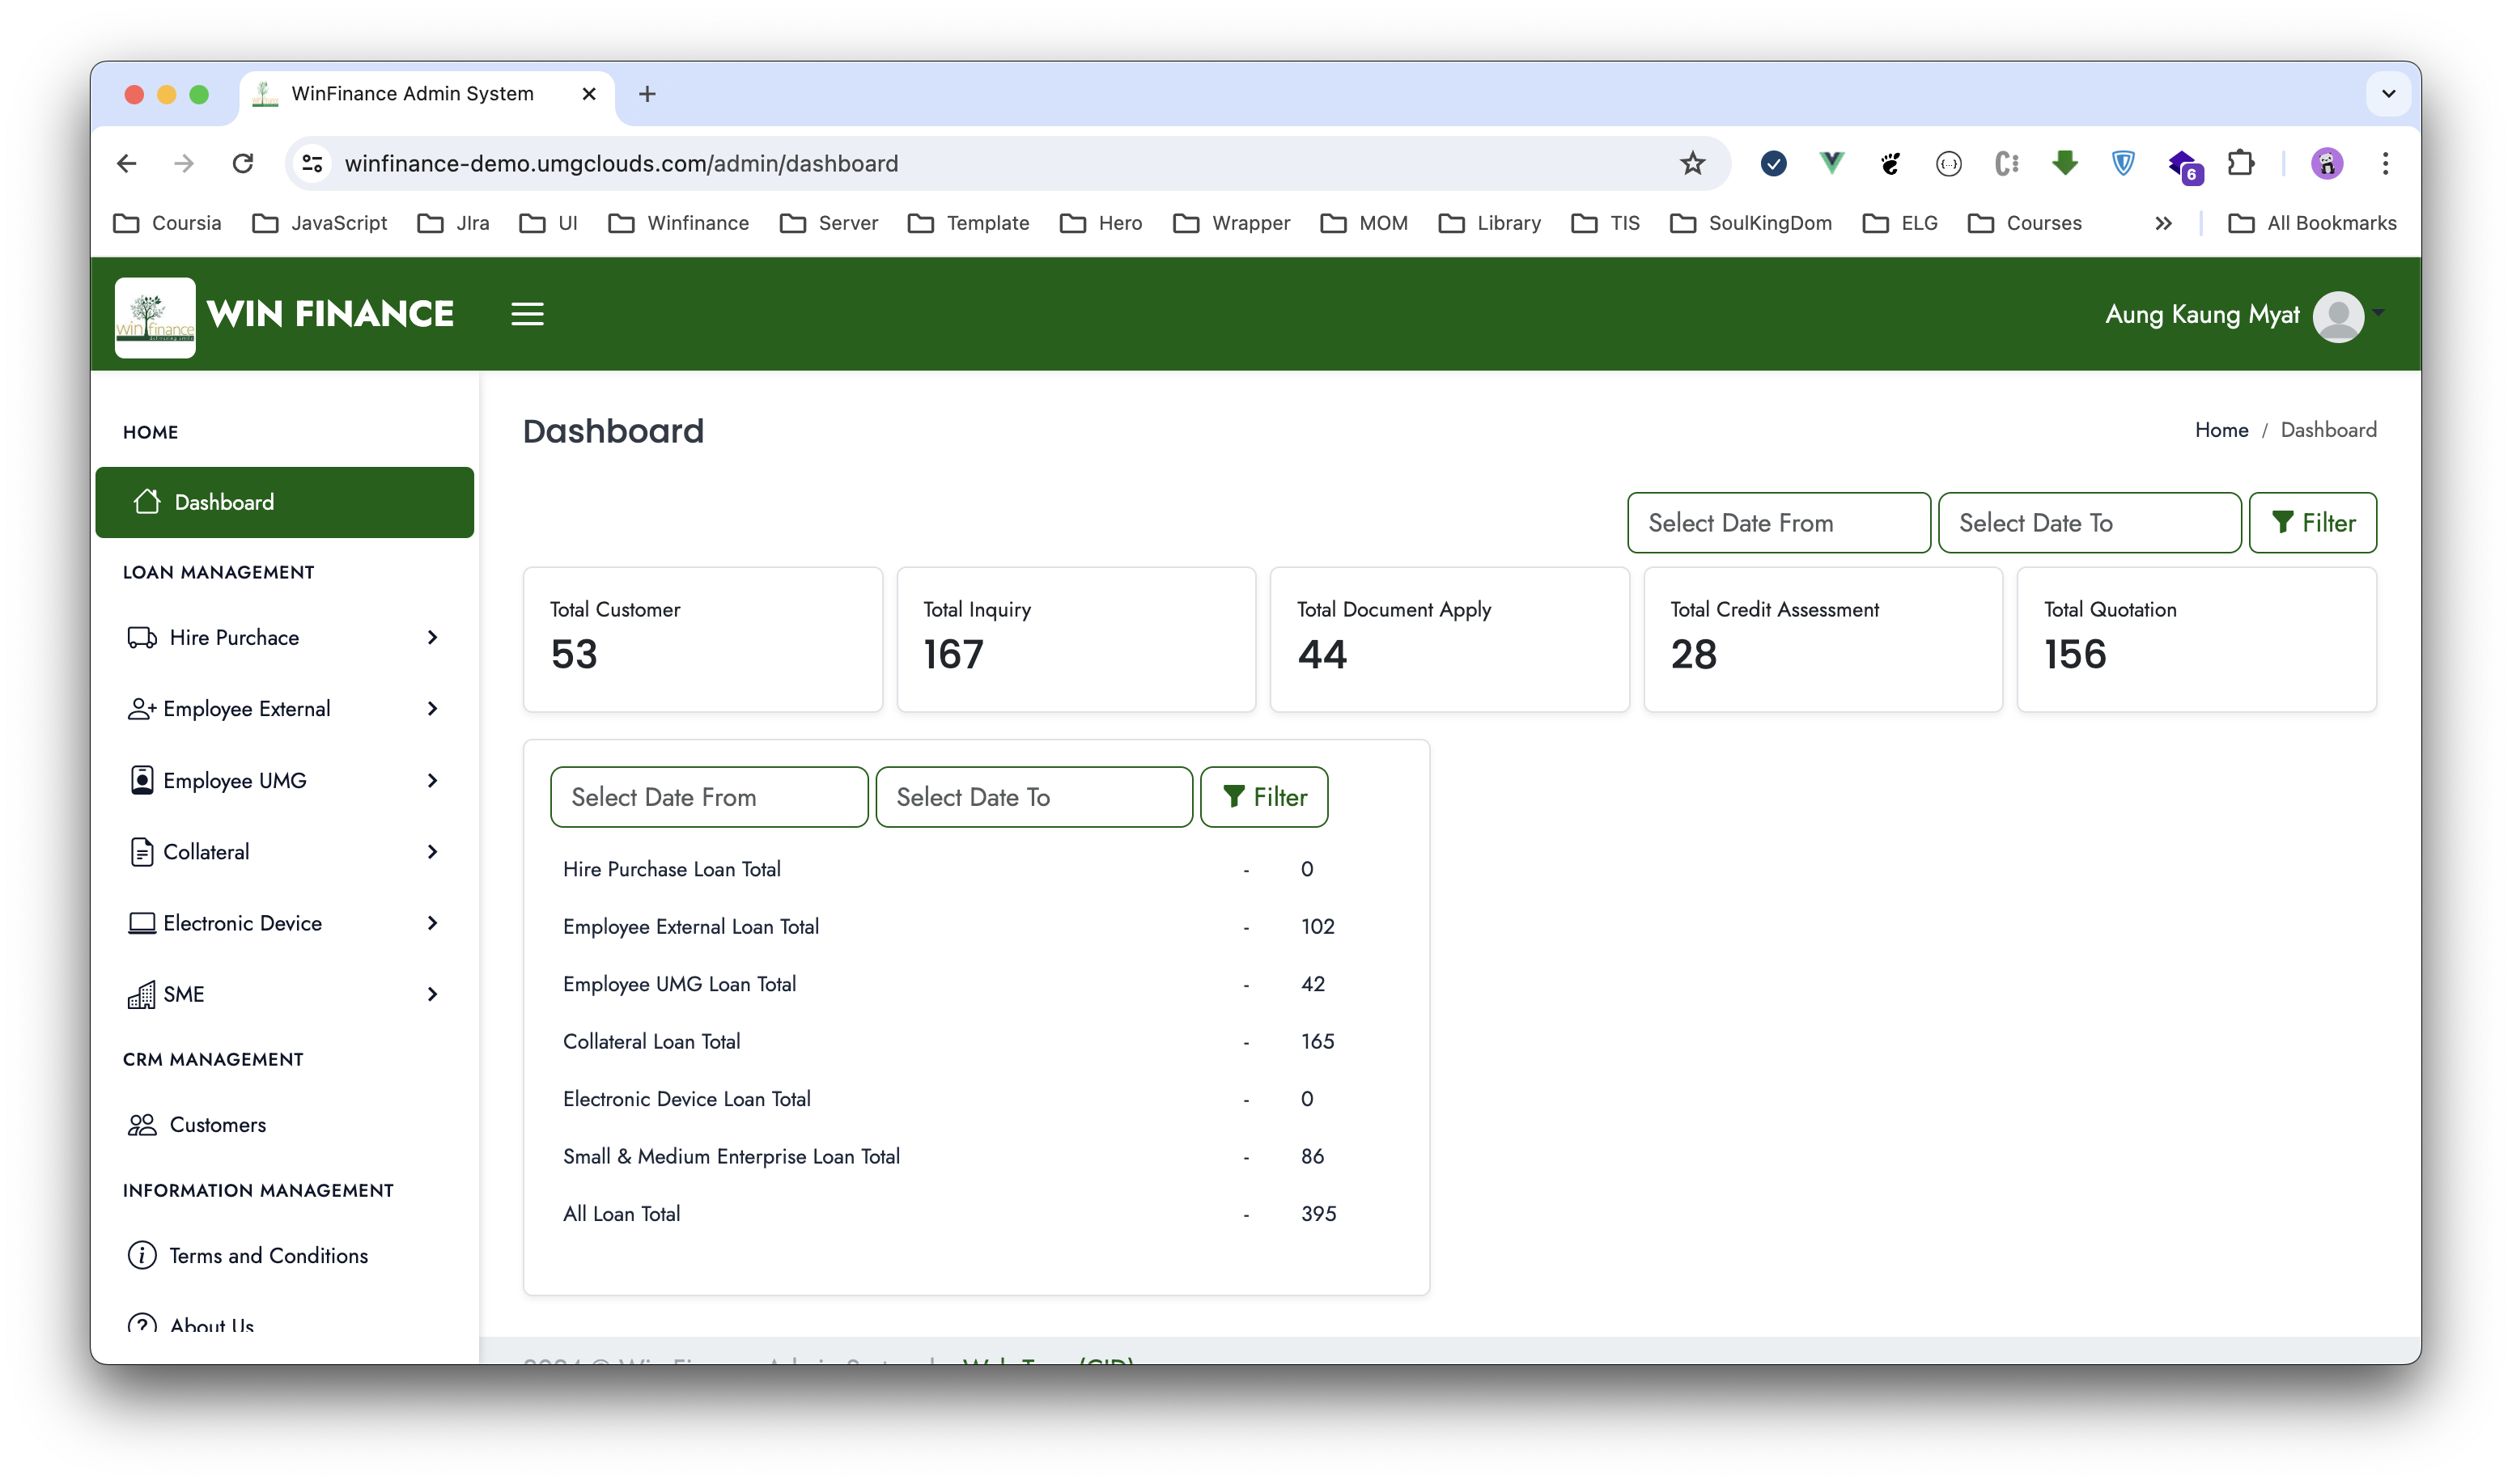 WinFinance Admin System
winfinance-demo.umgclouds.com/admin/dashboard
6
Coursia JavaScript JIra UI Winfinance Server Template Hero Wrapper MOM Library TIS SoulKingDom ELG Courses All Bookmarks
win finance
WIN FINANCE
Aung Kaung Myat
HOME
Dashboard
LOAN MANAGEMENT
Hire Purchace
Employee External
Employee UMG
Collateral
Electronic Device
SME
CRM MANAGEMENT
Customers
INFORMATION MANAGEMENT
Terms and Conditions
About Us
Dashboard
Home / Dashboard
Select Date From Select Date To Filter
Total Customer
53
Total Inquiry
167
Total Document Apply
44
Total Credit Assessment
28
Total Quotation
156
Select Date From Select Date To Filter
Hire Purchase Loan Total - 0
Employee External Loan Total - 102
Employee UMG Loan Total - 42
Collateral Loan Total - 165
Electronic Device Loan Total - 0
Small & Medium Enterprise Loan Total - 86
All Loan Total - 395